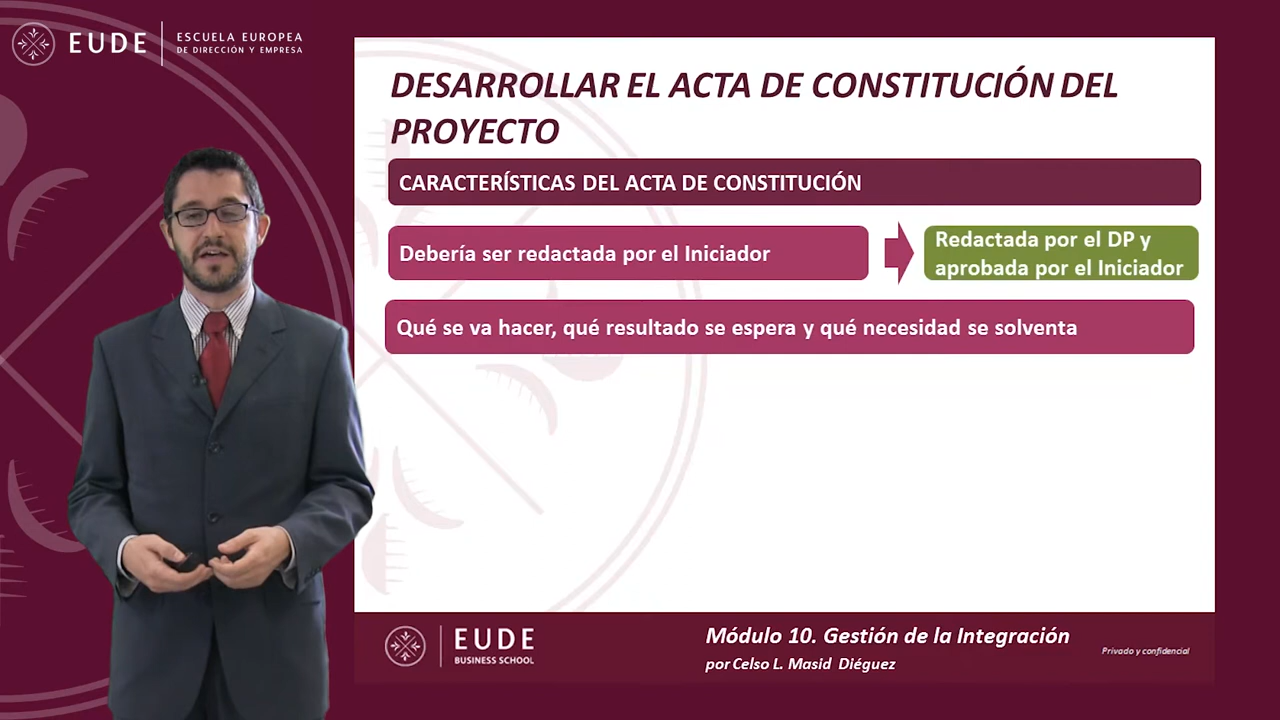 EUDE
ESCUELA EUROPEA
DE DIRECCIÓN Y EMPRESA
DESARROLLAR EL ACTA DE CONSTITUCIÓN DEL
PROYECTO
CARACTERÍSTICAS DEL ACTA DE CONSTITUCIÓN
Debería ser redactada por el Iniciador
Redactada por el DP y
aprobada por el Iniciador
Qué se va hacer, qué resultado se espera y qué necesidad se solventa
EUDE
BUSINESS SCHOOL
Módulo 10. Gestión de la Integración
por Celso L. Masid Diéguez
Privado y confidencial